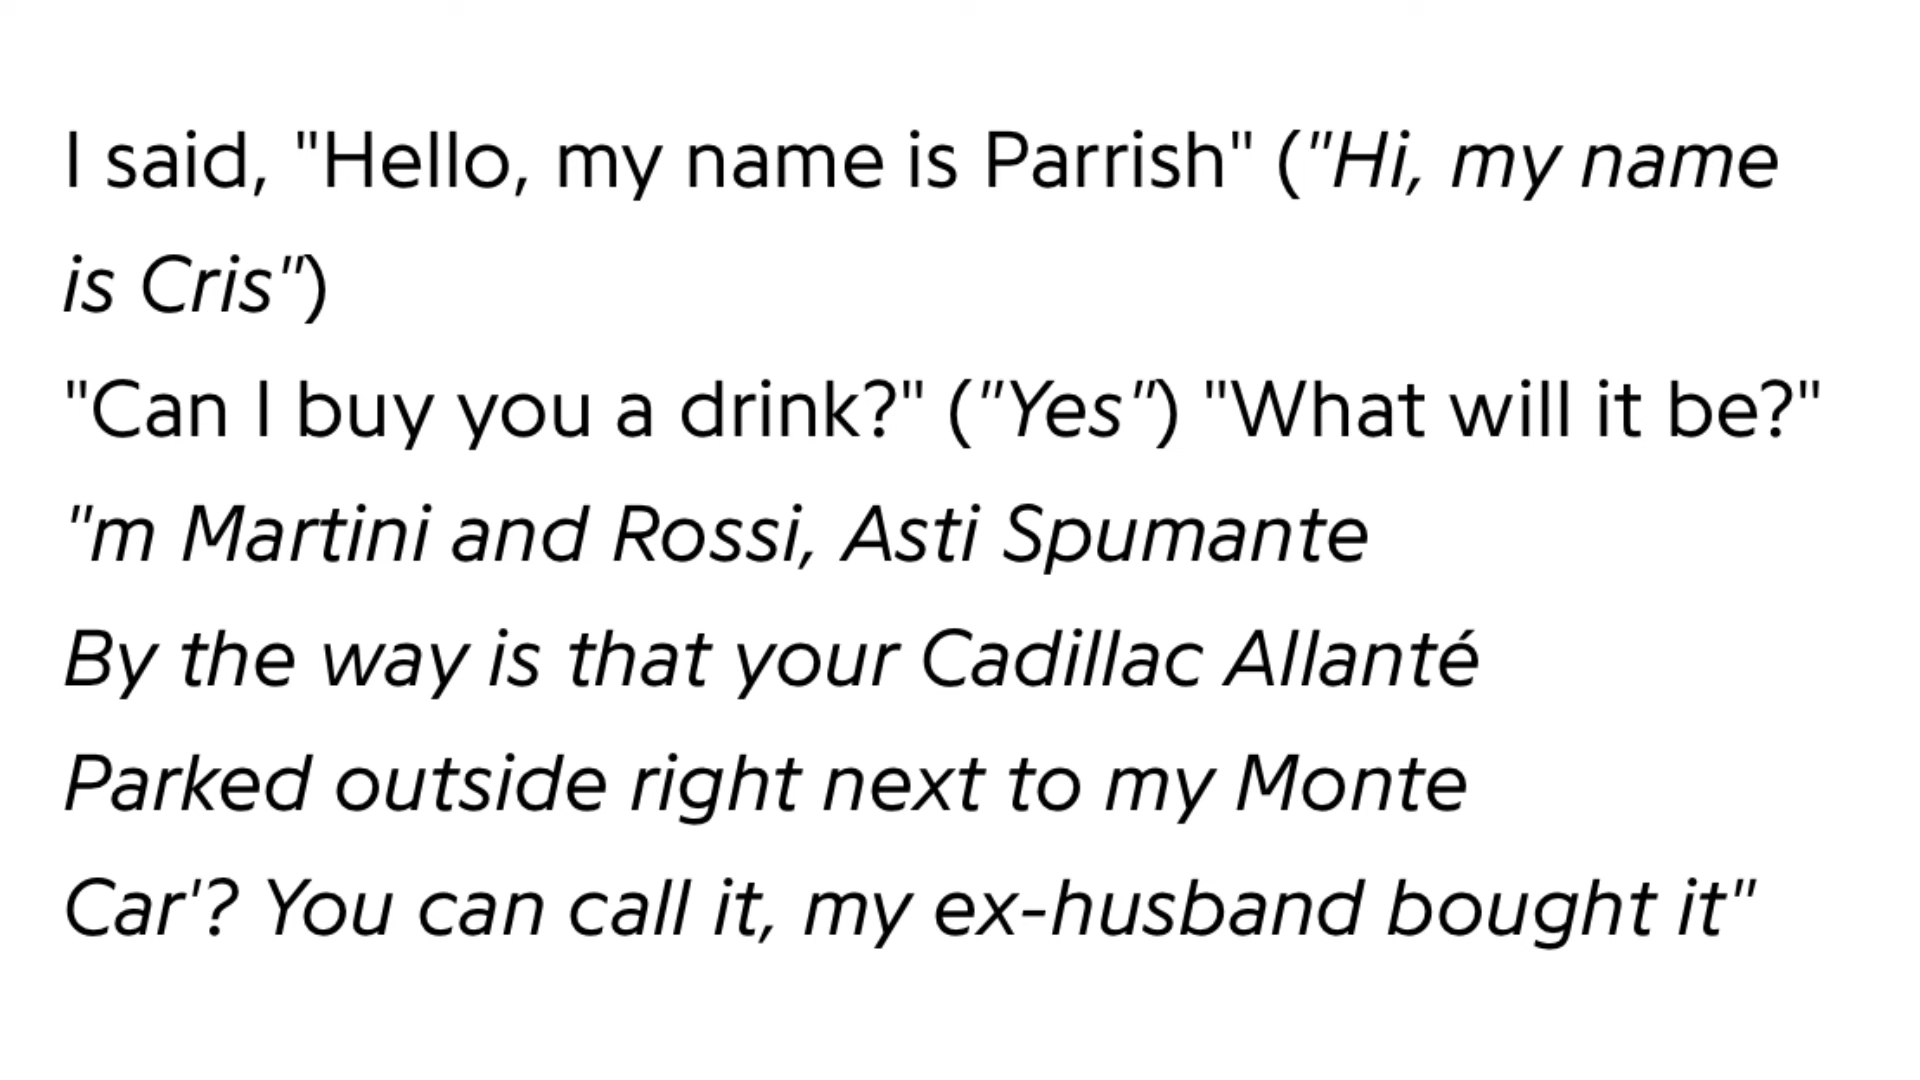 I said, "Hello, my name is Parrish" ("Hi, my name
is Cris")
"Can I buy you a drink?" ("Yes") "What will it be?"
"m Martini and Rossi, Asti Spumante
By the way is that your Cadillac Allanté
Parked outside right next to my Monte
Car'? You can call it, my ex-husband bought it"